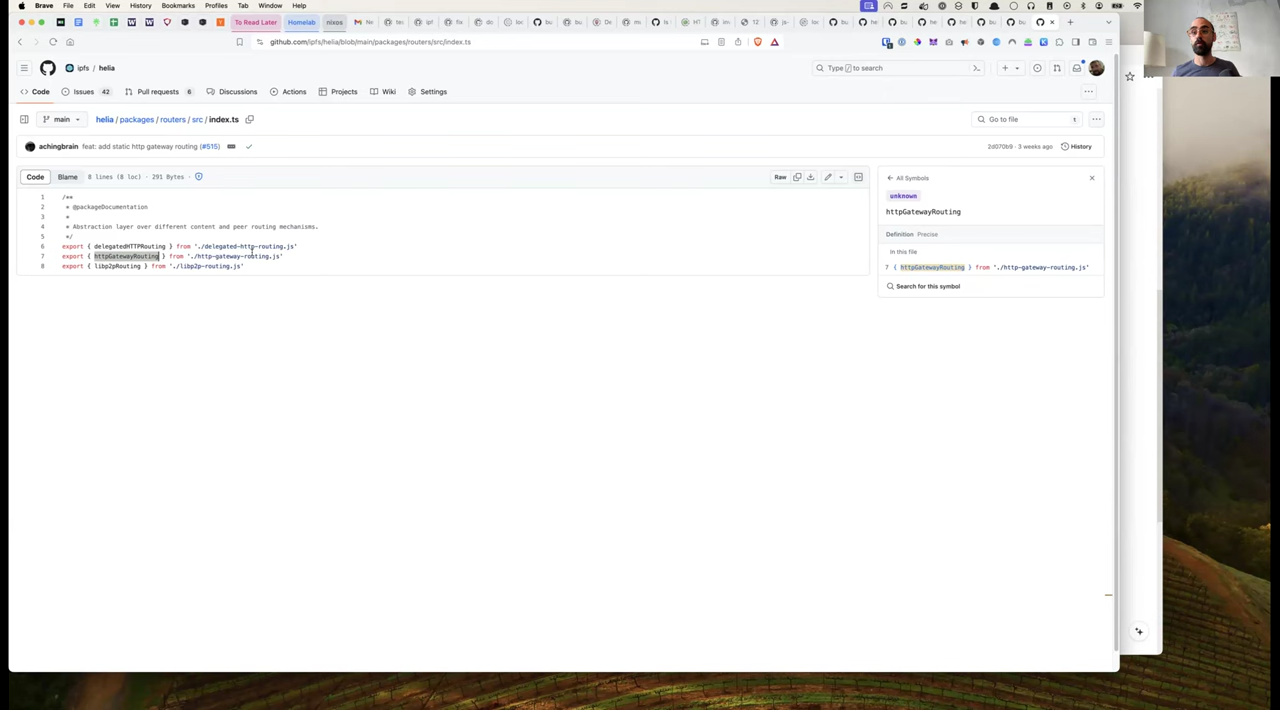 Brave File Edit View History Bookmarks Profiles Tab Window Help
To Read Later Homelab nixos
github.com/ipfs/helia/blob/main/packages/routers/src/index.ts
ipfs / helia
Type / to search
Code Issues 42 Pull requests 6 Discussions Actions Projects Wiki Settings
main helia / packages / routers / src / index.ts
Go to file 1
achingbrain feat: add static http gateway routing (#515)
2d070b9 · 3 weeks ago History
Code Blame 8 lines (8 loc) · 291 Bytes
Raw
1 /**
2 * @packageDocumentation
3 *
4 * Abstraction layer over different content and peer routing mechanisms.
5 */
6 export { delegatedHTTPRouting } from './delegated-http-routing.js'
7 export { httpGatewayRouting } from './http-gateway-routing.js'
8 export { libp2pRouting } from './libp2p-routing.js'
All Symbols
unknown
httpGatewayRouting
Definition Precise
In this file
7 { httpGatewayRouting } from './http-gateway-routing.js'
Search for this symbol